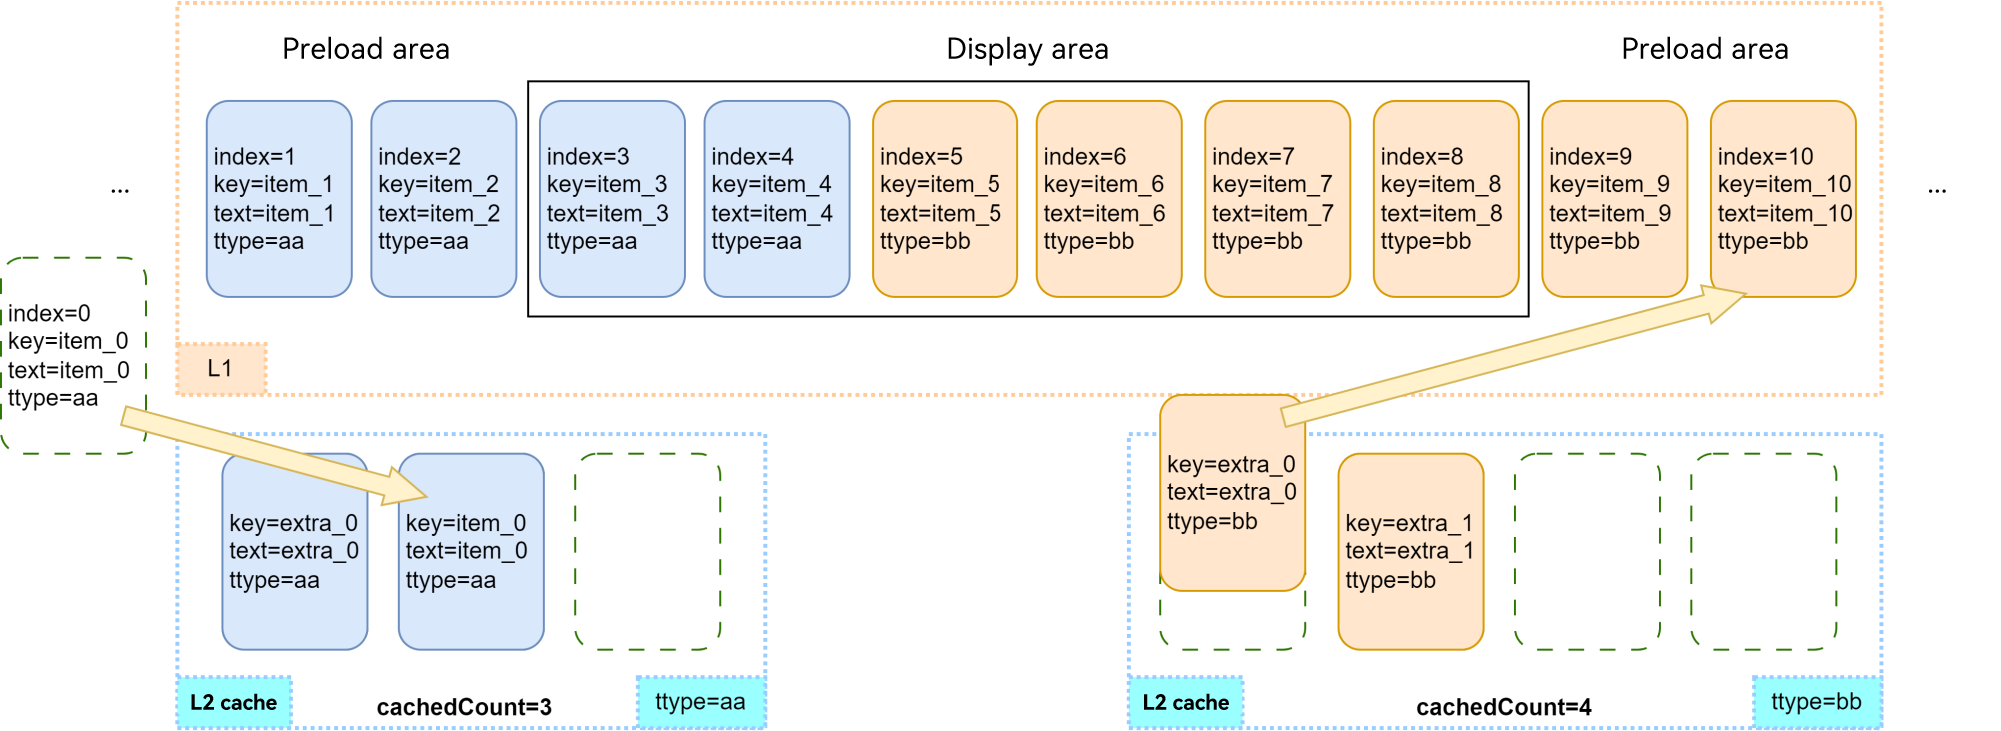 Preload area
Display area
Preload area
...
index=1
key=item_1
text=item_1
ttype=aa
index=2
key=item_2
text=item_2
ttype=aa
index=3
key=item_3
text=item_3
ttype=aa
index=4
key=item_4
text=item_4
ttype=aa
index=5
key=item_5
text=item_5
ttype=bb
index=6
key=item_6
text=item_6
ttype=bb
index=7
key=item_7
text=item_7
ttype=bb
index=8
key=item_8
text=item_8
ttype=bb
index=9
key=item_9
text=item_9
ttype=bb
index=10
key=item_10
text=item_10
ttype=bb
...
index=0
key=item_0
text=item_0
ttype=aa
L1
key=extra_0
text=extra_0
ttype=aa
key=item_0
text=item_0
ttype=aa
L2 cache
cachedCount=3
ttype=aa
key=extra_0
text=extra_0
ttype=bb
key=extra_1
text=extra_1
ttype=bb
L2 cache
cachedCount=4
ttype=bb